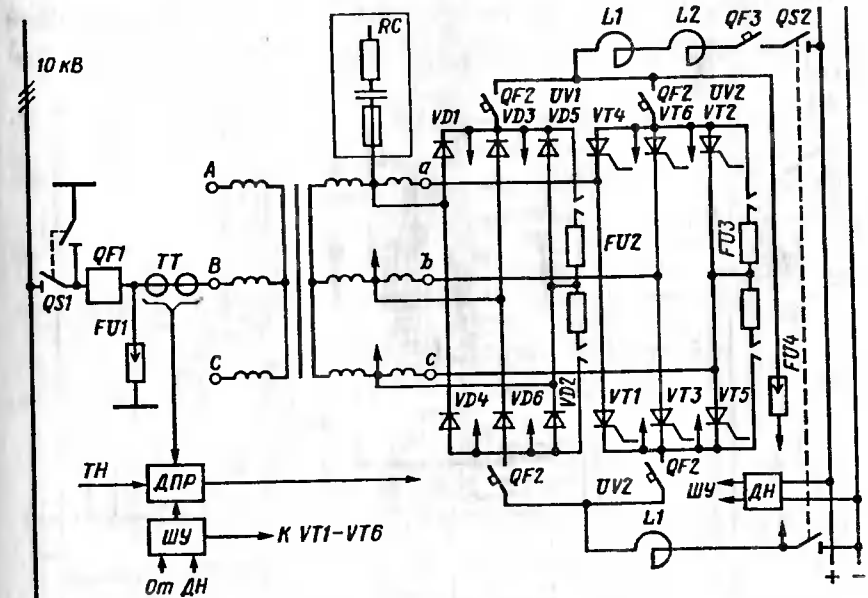 L1 L2 QF3 QS2
RC
10 кВ
QF2 UV1 QF2 UV2
VD1 VD3 VD5 VT4 VT6 VT2
A a
QF1 TT B b FU2 FU3
QS1
FU1
C c
FU4
VD4 VD6 VD2 VT1 VT3 VT5
QF2 UV2 QF2
ТН ДПР ШУ ДН
ШУ К VT1-VT6 L1
От ДН + −